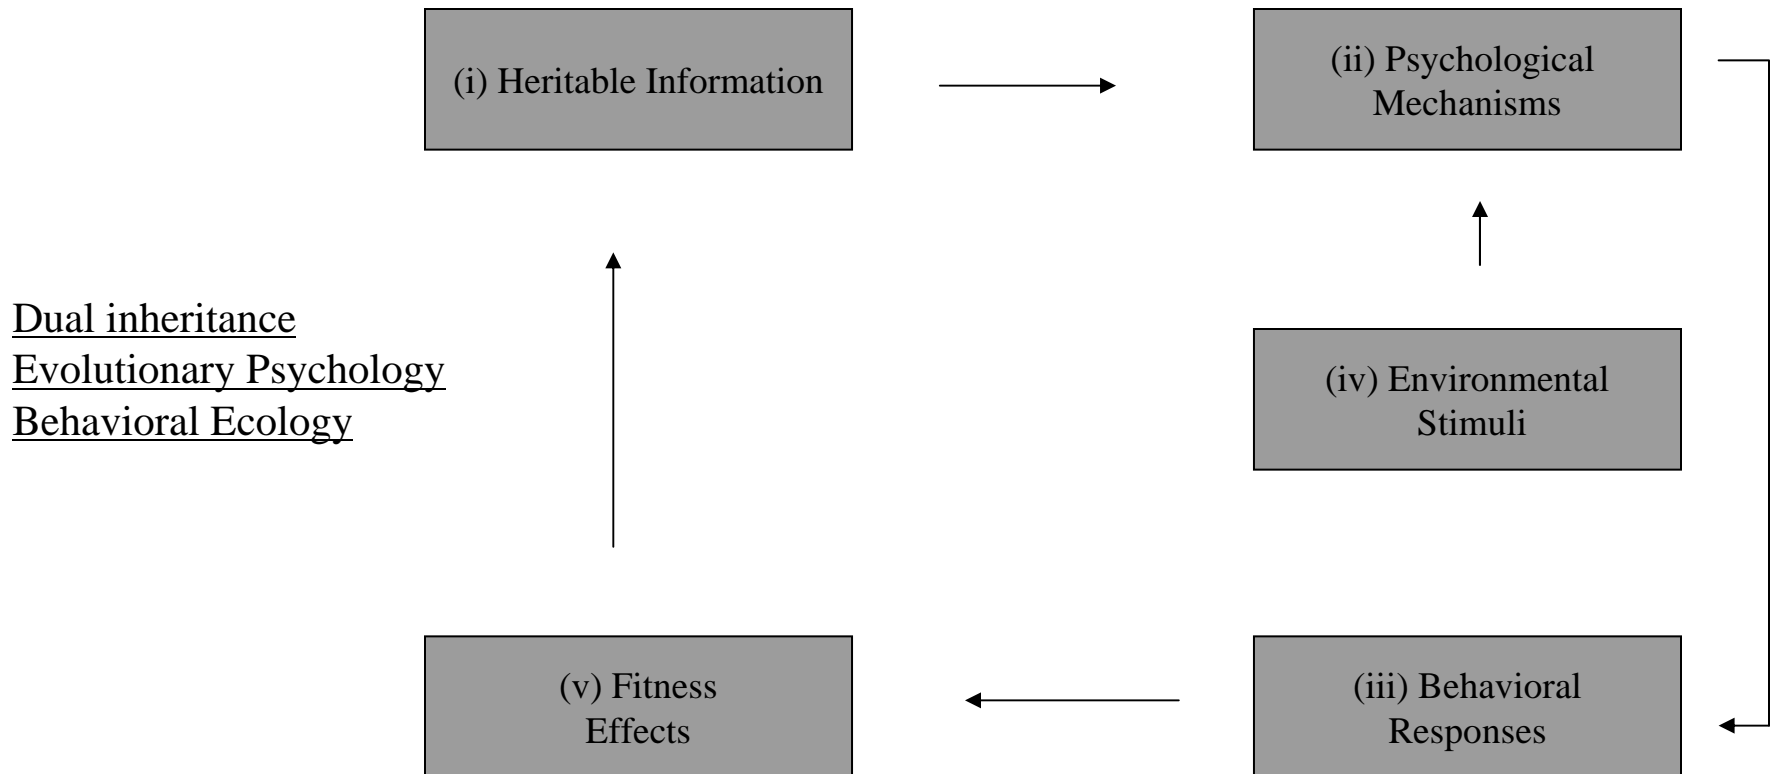 (i) Heritable Information
(ii) Psychological
Mechanisms
Dual inheritance
Evolutionary Psychology
Behavioral Ecology
(iv) Environmental
Stimuli
(v) Fitness
Effects
(iii) Behavioral
Responses